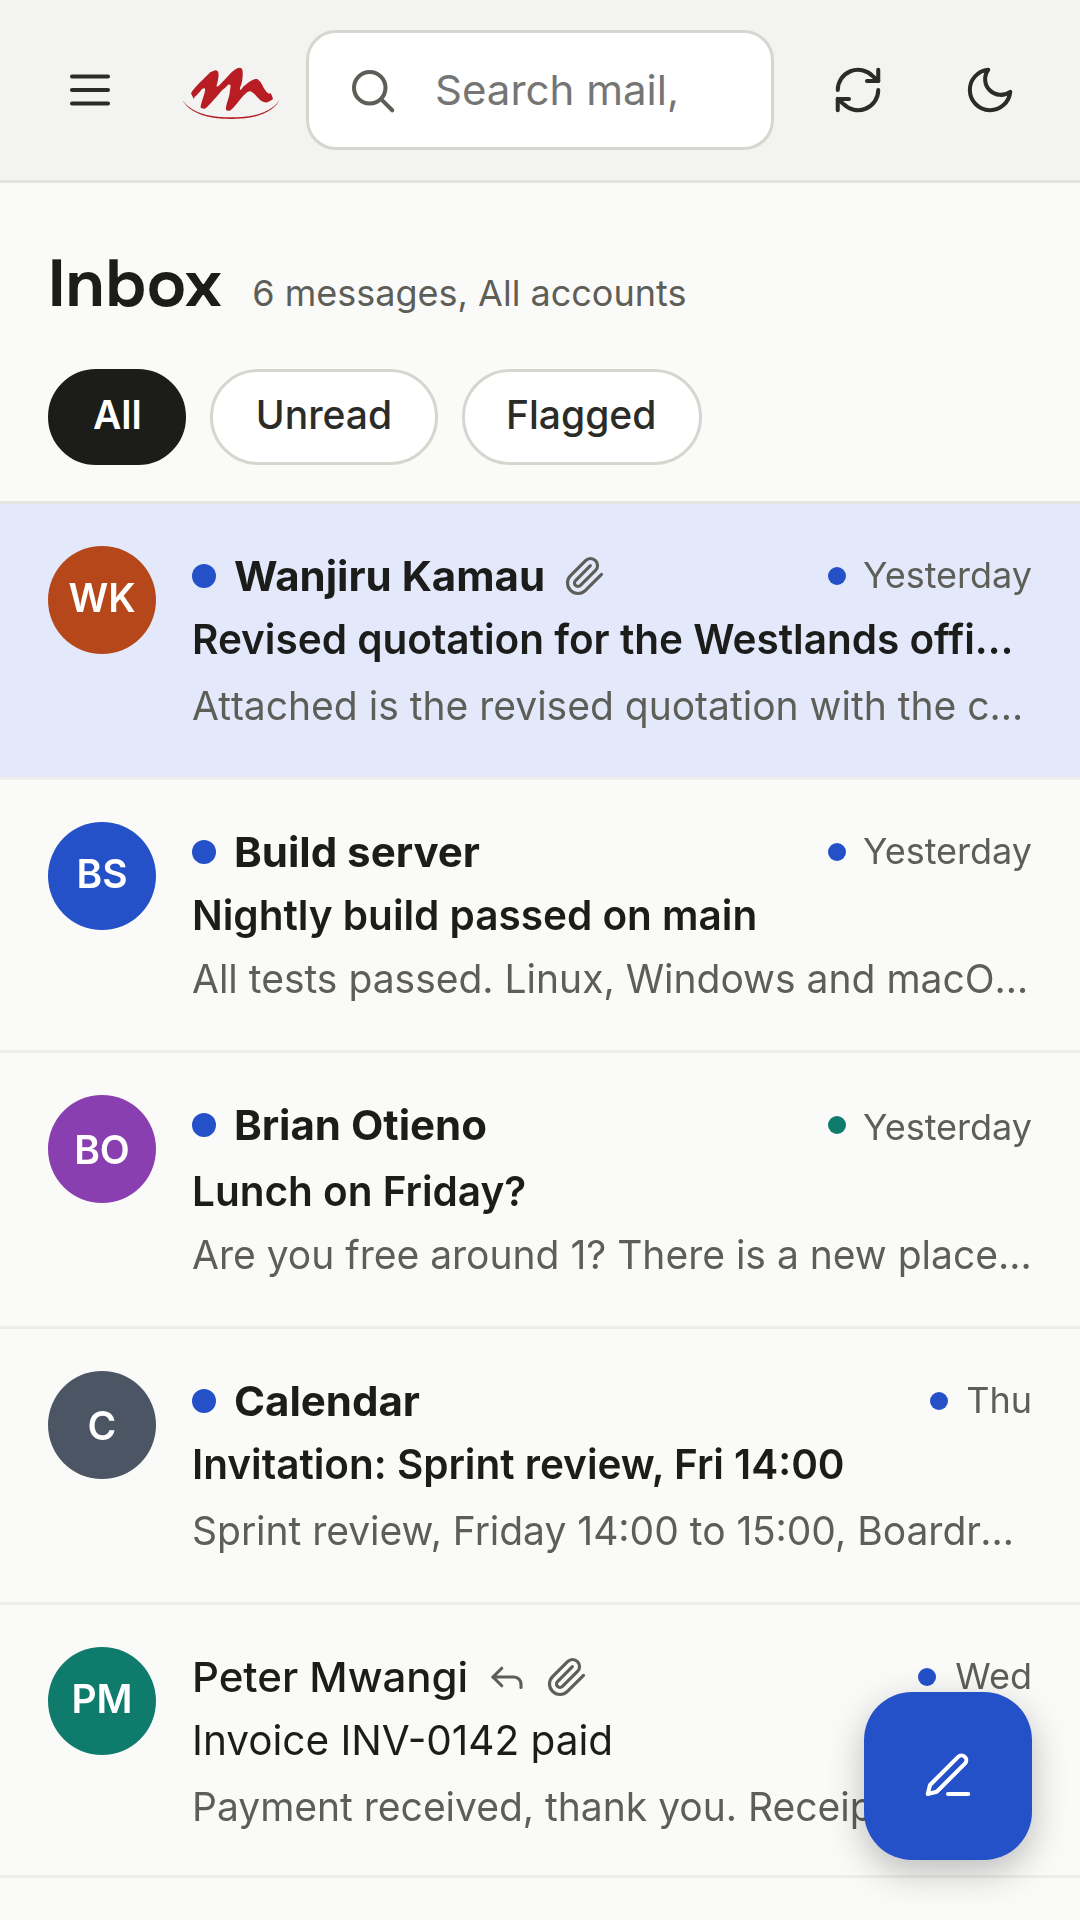 Search mail,
Inbox 6 messages, All accounts
All Unread Flagged
WK Wanjiru Kamau Yesterday
Revised quotation for the Westlands offi...
Attached is the revised quotation with the c...
BS Build server Yesterday
Nightly build passed on main
All tests passed. Linux, Windows and macO...
BO Brian Otieno Yesterday
Lunch on Friday?
Are you free around 1? There is a new place...
C Calendar Thu
Invitation: Sprint review, Fri 14:00
Sprint review, Friday 14:00 to 15:00, Boardr...
PM Peter Mwangi Wed
Invoice INV-0142 paid
Payment received, thank you.